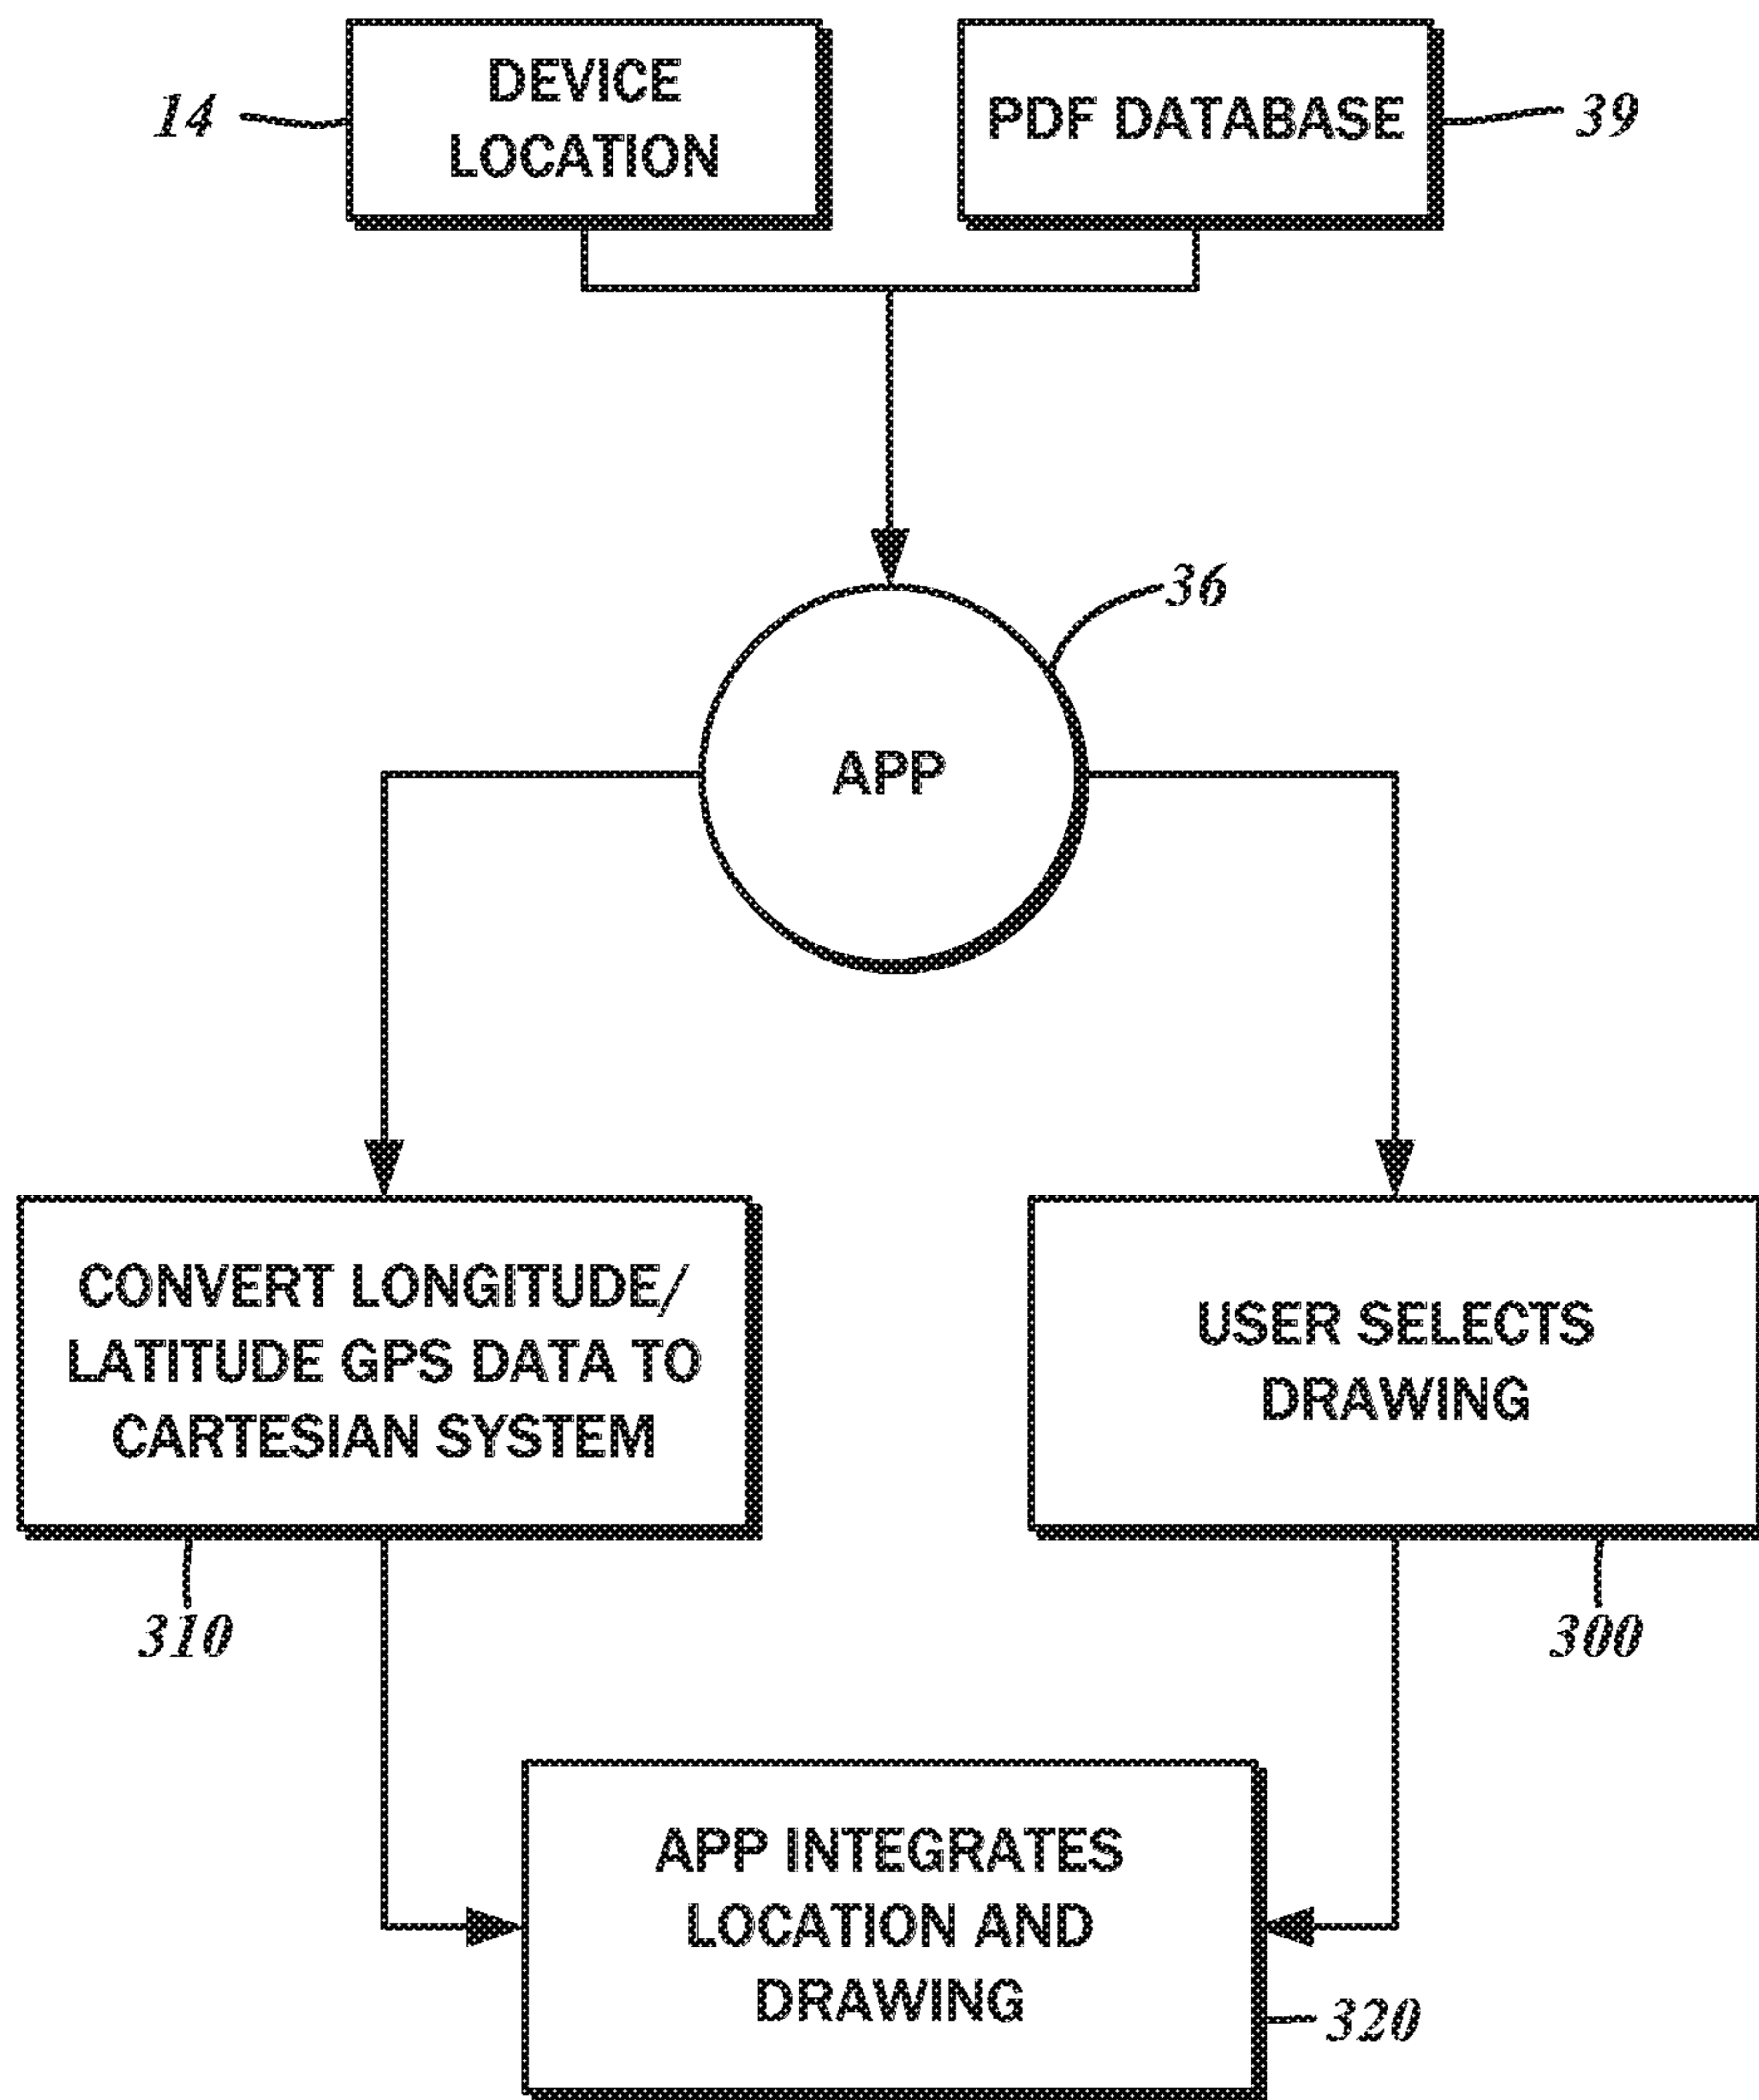 DEVICE
LOCATION
14
PDF DATABASE
39
36
APP
CONVERT LONGITUDE/
LATITUDE GPS DATA TO
CARTESIAN SYSTEM
310
USER SELECTS
DRAWING
300
APP INTEGRATES
LOCATION AND
DRAWING
320